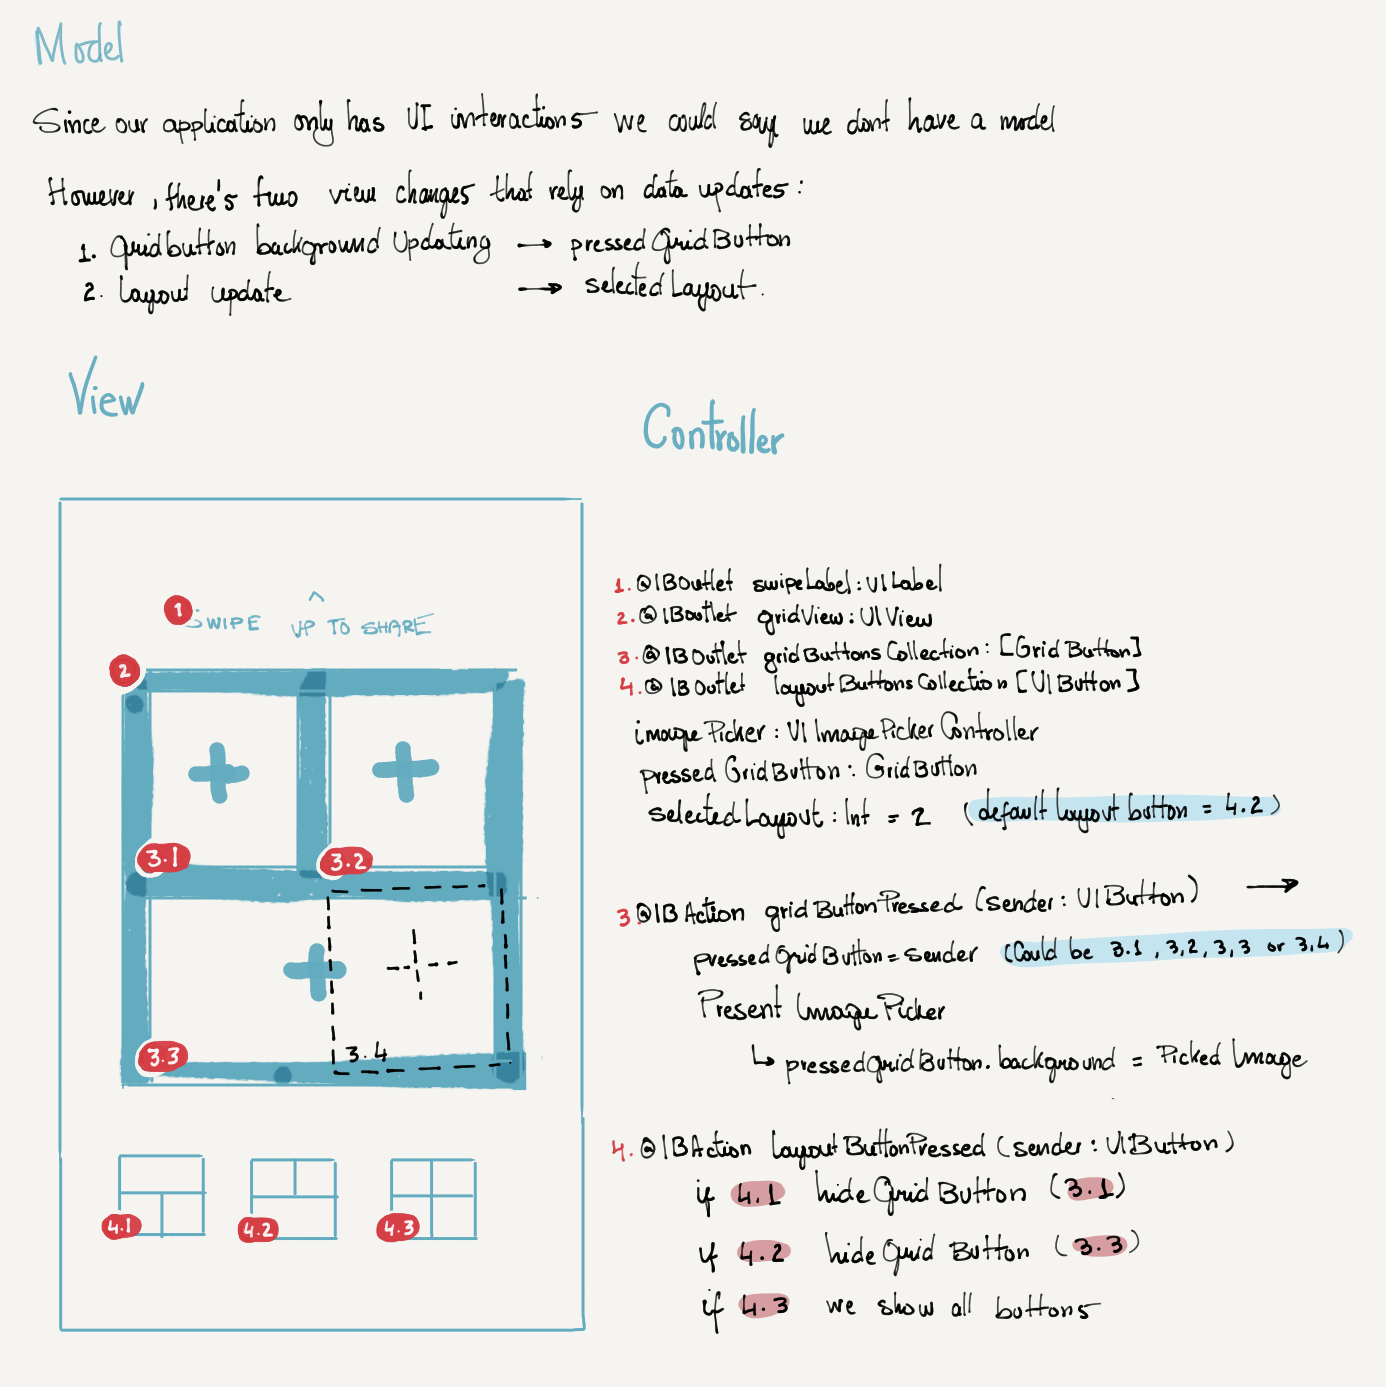 Model
Since our application only has UI interactions we could say we dont have a model
However, there's two view changes that rely on data updates:
1. Gridbutton background Updating → pressedGridButton
2. Layout update → selectedLayout.
View
Controller
1 SWIPE UP TO SHARE
2
3.1
3.2
3.3
3.4
4.1
4.2
4.3
1. @IBOutlet swipeLabel: UILabel
2. @IBoutlet gridView: UIView
3. @IBOutlet gridButtonsCollection: [GridButton]
4. @IBOutlet layoutButtonsCollection [UIButton]
imagePicker: UIImagePickerController
pressedGridButton: GridButton
selectedLayout: Int = 2 (default layout button = 4.2)
3. @IBAction gridButtonPressed (sender: UIButton) →
pressedGridButton = sender (Could be 3.1, 3,2, 3,3 or 3,4)
Present ImagePicker
↳ pressedGridButton.background = Picked Image
4. @IBAction layoutButtonPressed (sender: UIButton)
if 4.1 hideGridButton (3.1)
if 4.2 hideGridButton (3.3)
if 4.3 we show all buttons